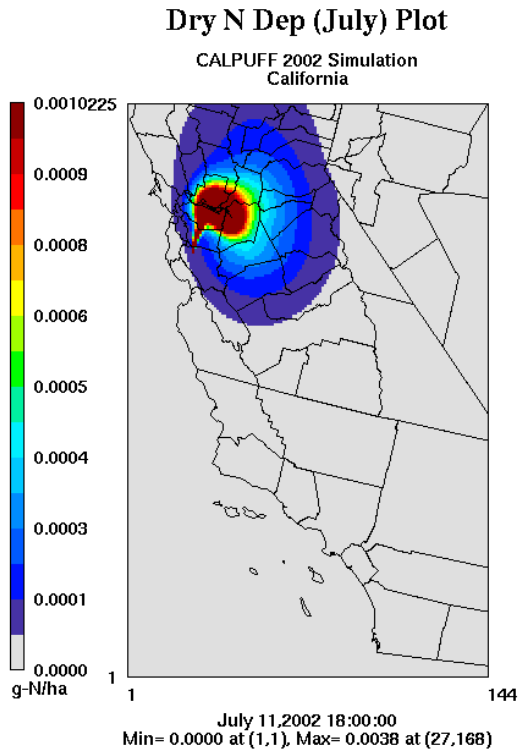 Dry N Dep (July) Plot
CALPUFF 2002 Simulation
California
0.0010225
0.0009
0.0008
0.0006
0.0005
0.0004
0.0003
0.0001
0.0000
g-N/ha
1
1
144
July 11,2002 18:00:00
Min= 0.0000 at (1,1), Max= 0.0038 at (27,168)